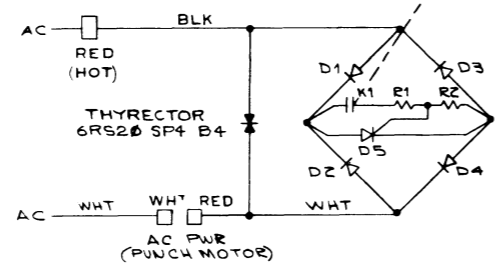 AC BLK
RED
(HOT)
D1 D3
K1 R1 R2
THYRECTOR
6RS20 SP4 B4
D5
D2 D4
AC WHT WHT RED WHT
AC PWR
(PUNCH MOTOR)